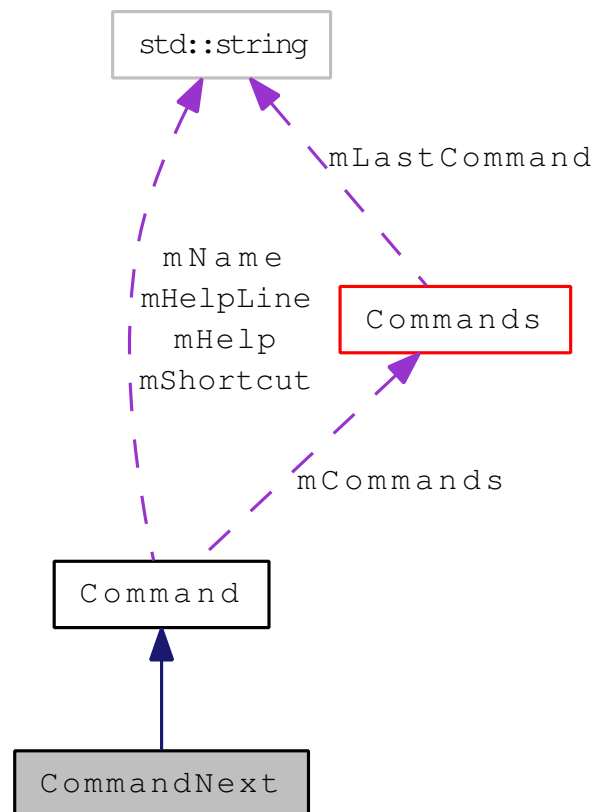 std::string
mLastCommand
mName
mHelpLine
mHelp
mShortcut
Commands
mCommands
Command
CommandNext